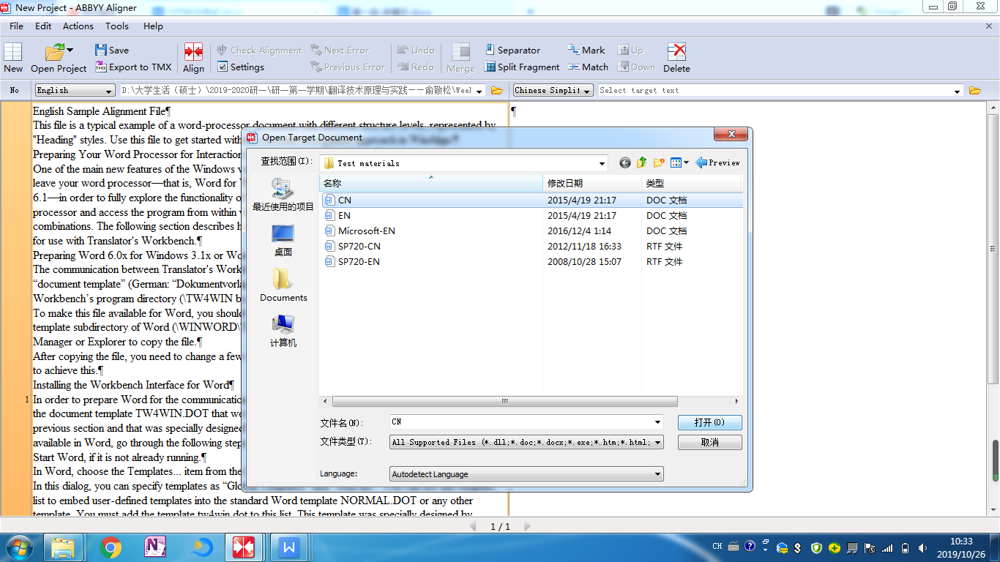 New Project - ABBYY Aligner
File Edit Actions Tools Help
New
Open Project
Save
Export to TMX
Align
Check Alignment
Settings
Next Error
Previous Error
Undo
Redo
Merge
Separator
Split Fragment
Mark
Match
Up
Down
Delete
No
English
D:\大学生活（硕士）\2019-2020研一\研一第一学期\翻译技术原理与实践－－俞敬松\Weel
Chinese Simplif
Select target text
English Sample Alignment File¶
This file is a typical example of a word-processor document with different structure levels, represented by
"Heading" styles. Use this file to get started with
Preparing Your Word Processor for Interaction
One of the main new features of the Windows v
leave your word processor—that is, Word for
6.1—in order to fully explore the functionality o
processor and access the program from within
combinations. The following section describes h
for use with Translator's Workbench.¶
Preparing Word 6.0x for Windows 3.1x or Wo
The communication between Translator's Work
“document template” (German: “Dokumentvorla
Workbench’s program directory (\TW4WIN b
To make this file available for Word, you shoul
template subdirectory of Word (\WINWORD\
Manager or Explorer to copy the file.¶
After copying the file, you need to change a few
to achieve this.¶
Installing the Workbench Interface for Word¶
1
In order to prepare Word for the communicatio
the document template TW4WIN.DOT that we
previous section and that was specially designed
available in Word, go through the following step
Start Word, if it is not already running.¶
In Word, choose the Templates... item from the
In this dialog, you can specify templates as “Glo
list to embed user-defined templates into the standard Word template NORMAL.DOT or any other
template. You must add the template tw4win.dot to this list. This template was specially designed by
¶
Open Target Document
查找范围(I):
Test materials
Preview
最近使用的项目
桌面
Documents
计算机
名称 修改日期 类型
CN 2015/4/19 21:17 DOC 文档
EN 2015/4/19 21:17 DOC 文档
Microsoft-EN 2016/12/4 1:14 DOC 文档
SP720-CN 2012/11/18 16:33 RTF 文件
SP720-EN 2008/10/28 15:07 RTF 文件
文件名(N): CN 打开(O)
文件类型(T): All Supported Files (*.dll;*.doc;*.docx;*.exe;*.htm;*.html; 取消
Language: Autodetect Language
1 / 1
CH
10:33
2019/10/26